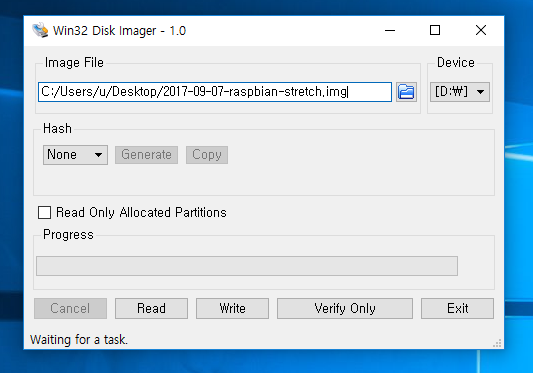 Win32 Disk Imager - 1.0
Image File
Device
C:/Users/u/Desktop/2017-09-07-raspbian-stretch.img
[D:₩]
Hash
None
Generate
Copy
Read Only Allocated Partitions
Progress
Cancel
Read
Write
Verify Only
Exit
Waiting for a task.